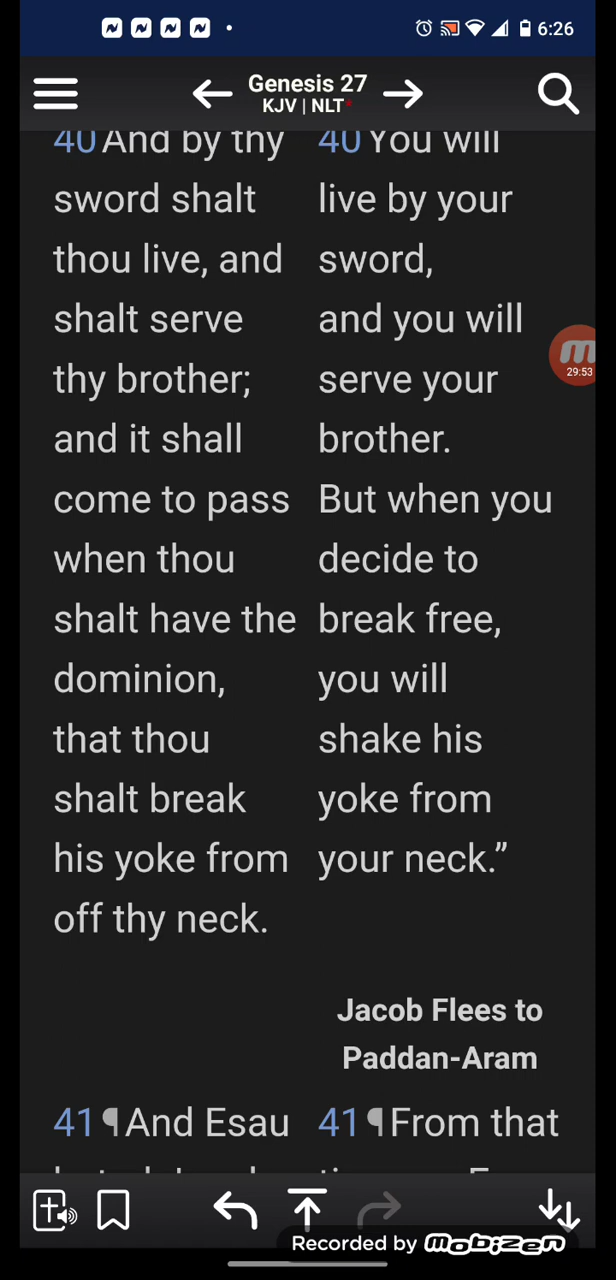 6:26
Genesis 27
KJV | NLT*
40 And by thy
sword shalt
thou live, and
shalt serve
thy brother;
and it shall
come to pass
when thou
shalt have the
dominion,
that thou
shalt break
his yoke from
off thy neck.
40 You will
live by your
sword,
and you will
serve your
brother.
But when you
decide to
break free,
you will
shake his
yoke from
your neck.”
29:53
Jacob Flees to
Paddan-Aram
41 ¶ And Esau
41 ¶ From that
Recorded by mobizen